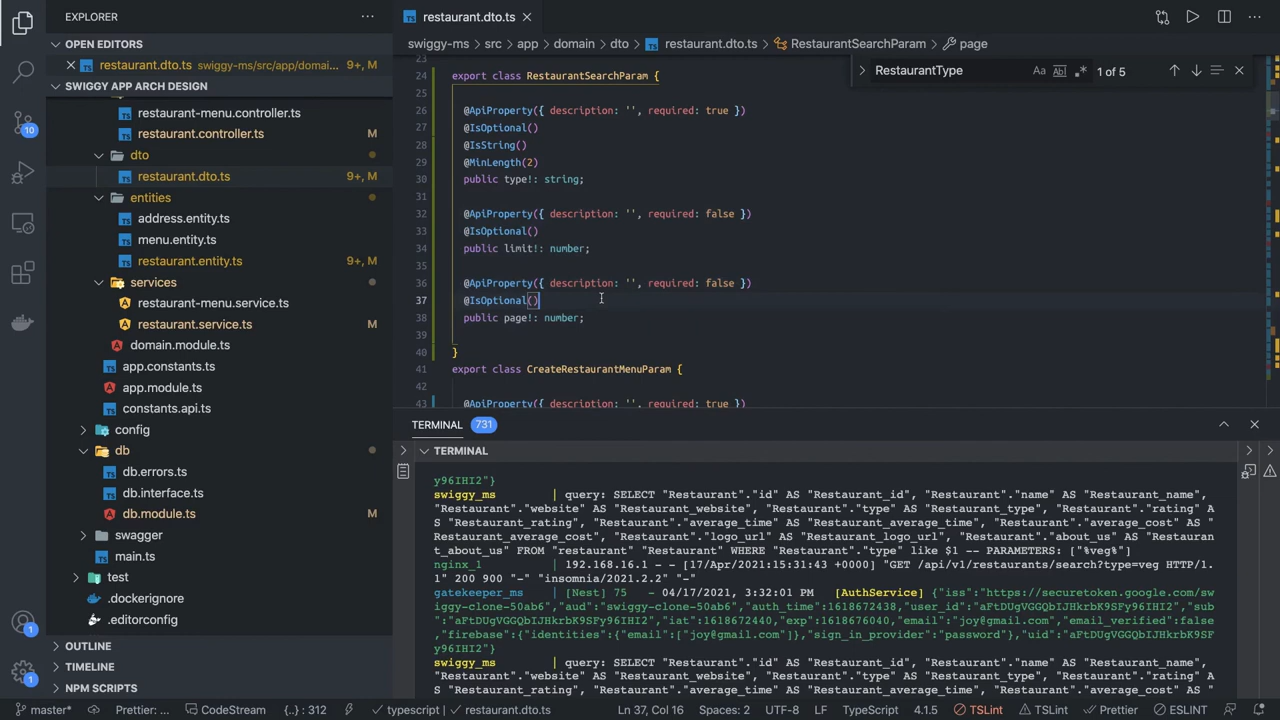 EXPLORER
OPEN EDITORS
restaurant.dto.ts swiggy-ms/src/app/domai... 9+, M
SWIGGY APP ARCH DESIGN
restaurant-menu.controller.ts
restaurant.controller.ts M
dto
restaurant.dto.ts 9+, M
entities
address.entity.ts
menu.entity.ts
restaurant.entity.ts 9+, M
services
restaurant-menu.service.ts
restaurant.service.ts M
domain.module.ts
app.constants.ts
app.module.ts
constants.api.ts
config
db
db.errors.ts
db.interface.ts
db.module.ts M
swagger
main.ts
test
.dockerignore
.editorconfig
OUTLINE
TIMELINE
NPM SCRIPTS
10
1
1
restaurant.dto.ts
swiggy-ms > src > app > domain > dto > restaurant.dto.ts > RestaurantSearchParam > page
RestaurantType Aa Abl .* 1 of 5
23
24 export class RestaurantSearchParam {
25
26 @ApiProperty({ description: '', required: true })
27 @IsOptional()
28 @IsString()
29 @MinLength(2)
30 public type!: string;
31
32 @ApiProperty({ description: '', required: false })
33 @IsOptional()
34 public limit!: number;
35
36 @ApiProperty({ description: '', required: false })
37 @IsOptional()
38 public page!: number;
39
40 }
41 export class CreateRestaurantMenuParam {
42
43 @ApiProperty({ description: '', required: true })
TERMINAL 731
TERMINAL
y96IHI2"}
swiggy_ms | query: SELECT "Restaurant"."id" AS "Restaurant_id", "Restaurant"."name" AS "Restaurant_name",
"Restaurant"."website" AS "Restaurant_website", "Restaurant"."type" AS "Restaurant_type", "Restaurant"."rating" A
S "Restaurant_rating", "Restaurant"."average_time" AS "Restaurant_average_time", "Restaurant"."average_cost" AS "
Restaurant_average_cost", "Restaurant"."logo_url" AS "Restaurant_logo_url", "Restaurant"."about_us" AS "Restauran
t_about_us" FROM "restaurant" "Restaurant" WHERE "Restaurant"."type" like $1 -- PARAMETERS: ["%veg%"]
nginx_1 | 192.168.16.1 - - [17/Apr/2021:15:31:43 +0000] "GET /api/v1/restaurants/search?type=veg HTTP/1.
1" 200 900 "-" "insomnia/2021.2.2" "-"
gatekeeper_ms | [Nest] 75 - 04/17/2021, 3:32:01 PM [AuthService] {"iss":"https://securetoken.google.com/sw
iggy-clone-50ab6","aud":"swiggy-clone-50ab6","auth_time":1618672438,"user_id":"aFtDUgVGGQbIJHkrbK9SFY96IHI2","sub
":"aFtDUgVGGQbIJHkrbK9SFY96IHI2","iat":1618672440,"exp":1618676040,"email":"joy@gmail.com","email_verified":false
,"firebase":{"identities":{"email":["joy@gmail.com"]},"sign_in_provider":"password"},"uid":"aFtDUgVGGQbIJHkrbK9SF
Y96IHI2"}
swiggy_ms | query: SELECT "Restaurant"."id" AS "Restaurant_id", "Restaurant"."name" AS "Restaurant_name",
"Restaurant"."website" AS "Restaurant_website", "Restaurant"."type" AS "Restaurant_type", "Restaurant"."rating" A
S "Restaurant_rating", "Restaurant"."average_time" AS "Restaurant_average_time", "Restaurant"."average_cost" AS "
master* Prettier: ... CodeStream {..} : 312 typescript | restaurant.dto.ts Ln 37, Col 16 Spaces: 2 UTF-8 LF TypeScript 4.1.5 TSLint TSLint Prettier ESLINT